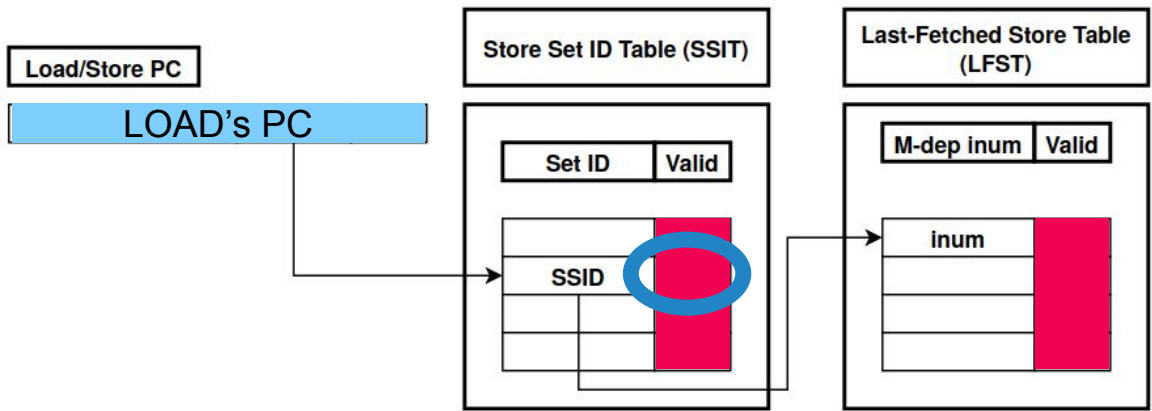 Load/Store PC
LOAD's PC
Store Set ID Table (SSIT)
Set ID
Valid
SSID
Last-Fetched Store Table
(LFST)
M-dep inum
Valid
inum